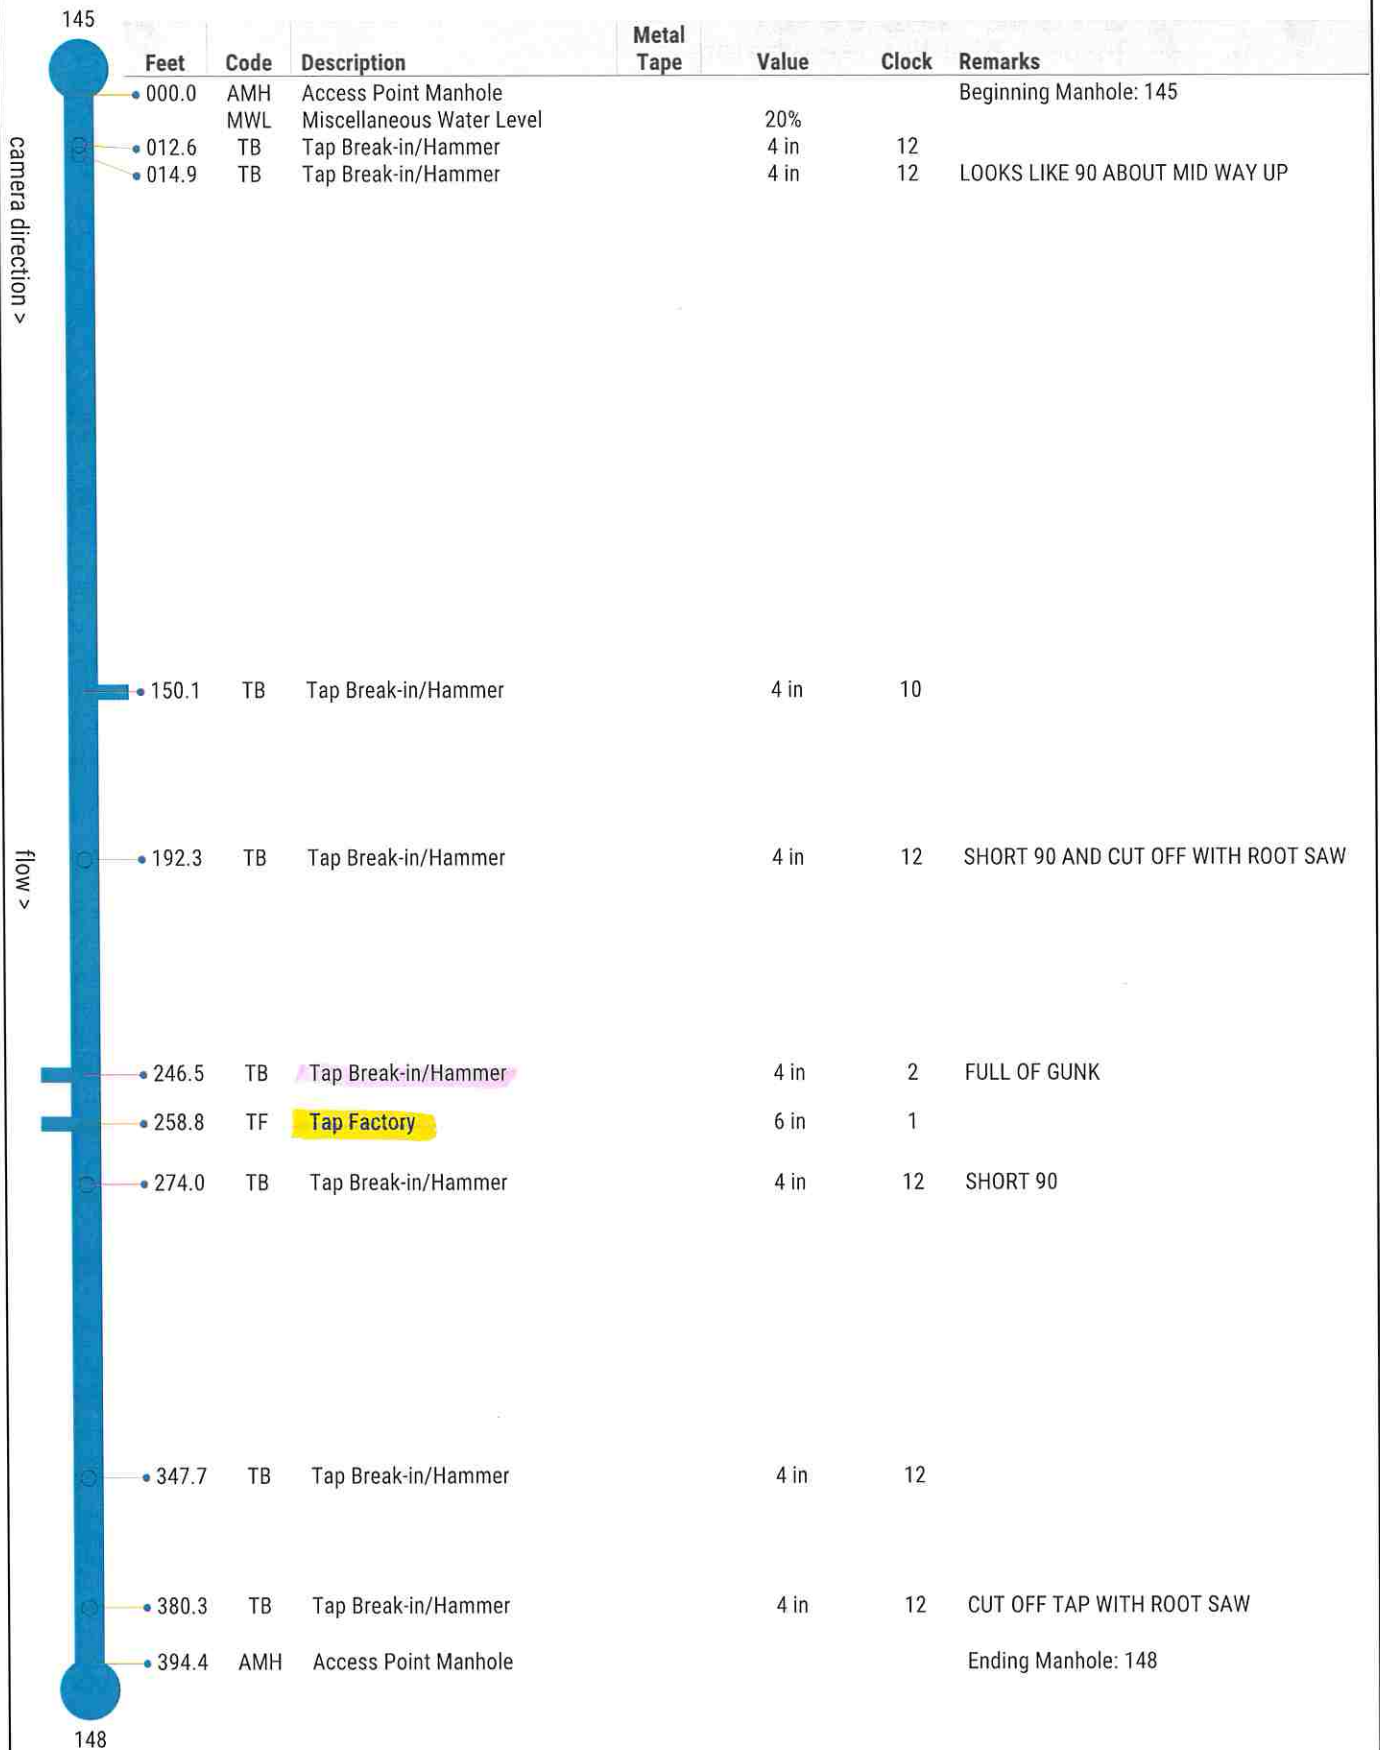 145
Feet Code Description Metal Tape Value Clock Remarks
000.0 AMH Access Point Manhole Beginning Manhole: 145
MWL Miscellaneous Water Level 20%
012.6 TB Tap Break-in/Hammer 4 in 12
014.9 TB Tap Break-in/Hammer 4 in 12 LOOKS LIKE 90 ABOUT MID WAY UP
camera direction >
150.1 TB Tap Break-in/Hammer 4 in 10
192.3 TB Tap Break-in/Hammer 4 in 12 SHORT 90 AND CUT OFF WITH ROOT SAW
flow >
246.5 TB Tap Break-in/Hammer 4 in 2 FULL OF GUNK
258.8 TF Tap Factory 6 in 1
274.0 TB Tap Break-in/Hammer 4 in 12 SHORT 90
347.7 TB Tap Break-in/Hammer 4 in 12
380.3 TB Tap Break-in/Hammer 4 in 12 CUT OFF TAP WITH ROOT SAW
394.4 AMH Access Point Manhole Ending Manhole: 148
148